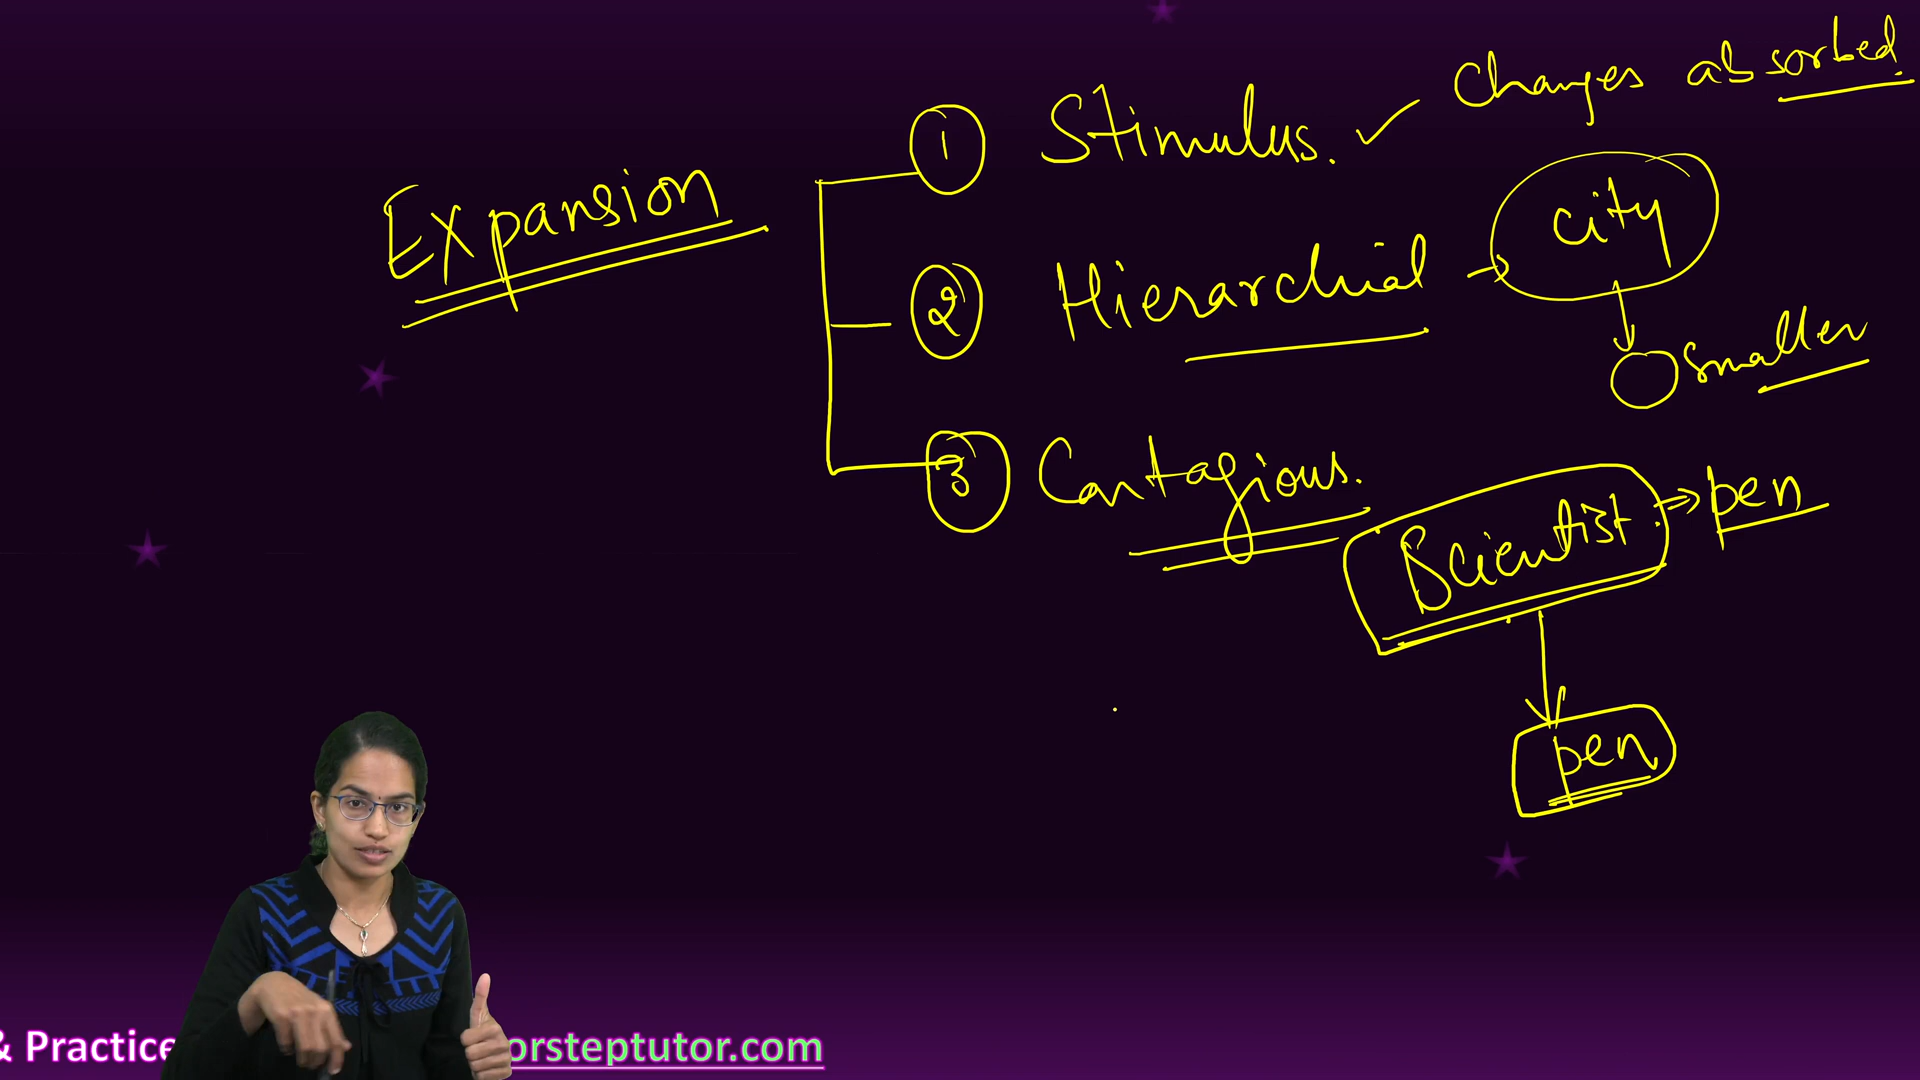 Expansion
1 Stimulus. ✓ Changes absorbed.
2 Hierarchial → city
smaller
3 Contagious.
Scientist → pen
pen
& Practice orsteptutor.com